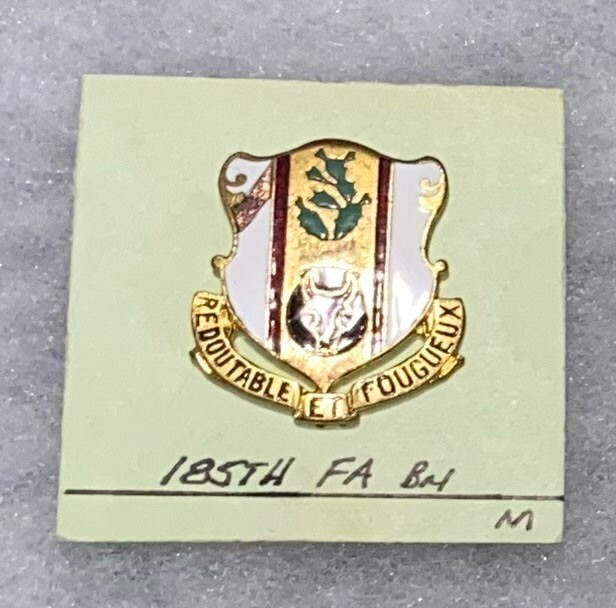 REDOUTABLE ET FOUGUEUX
185TH FA BN
M